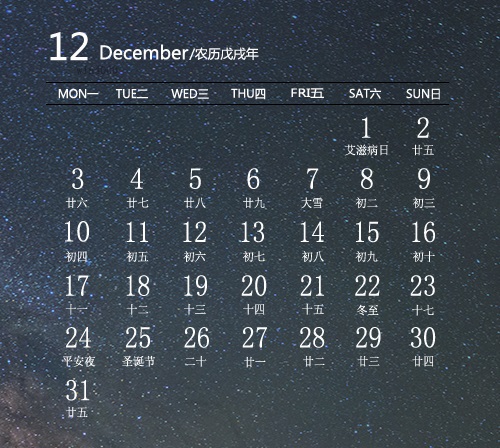 12 December/农历戊戌年
MON一 TUE二 WED三 THU四 FRI五 SAT六 SUN日
1 2
艾滋病日 廿五
3 4 5 6 7 8 9
廿六 廿七 廿八 廿九 大雪 初二 初三
10 11 12 13 14 15 16
初四 初五 初六 初七 初八 初九 初十
17 18 19 20 21 22 23
十一 十二 十三 十四 十五 冬至 十七
24 25 26 27 28 29 30
平安夜 圣诞节 二十 廿一 廿二 廿三 廿四
31
廿五